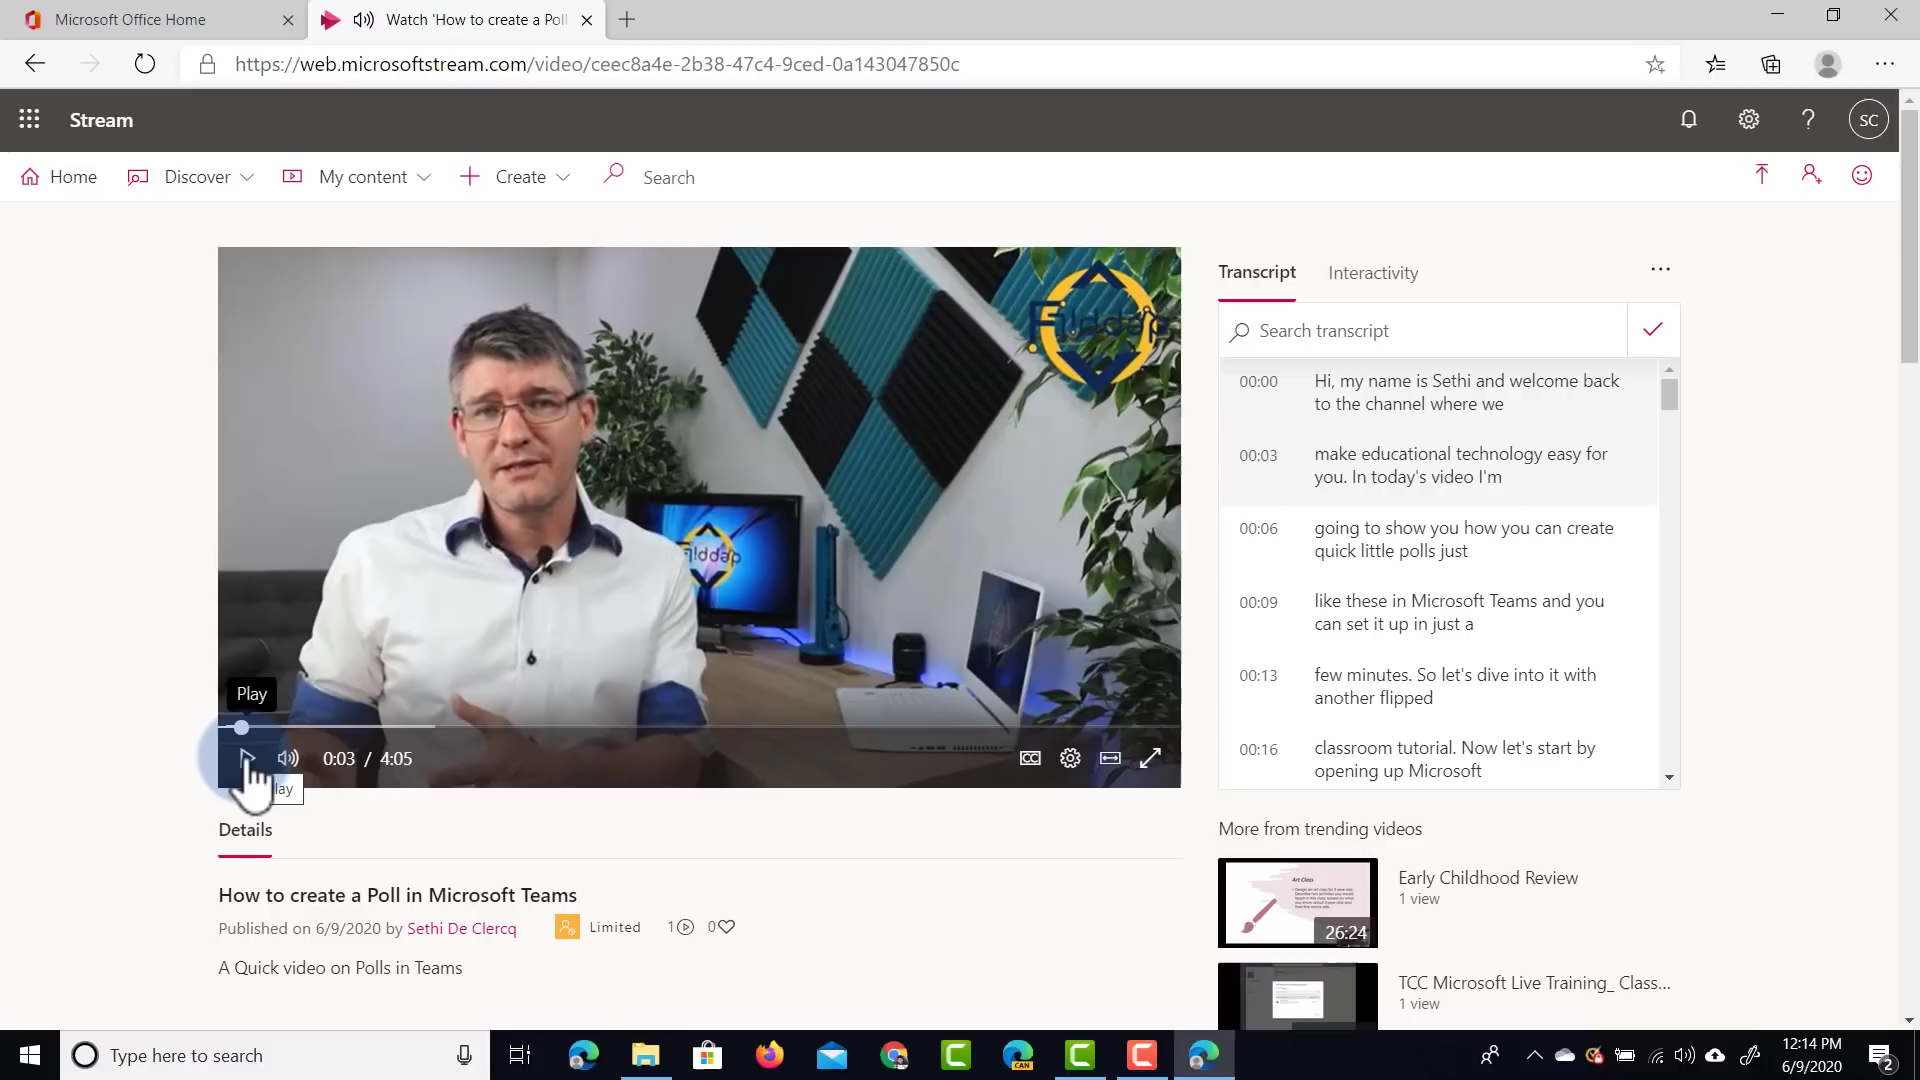 Microsoft Office Home
Watch 'How to create a Poll
https://web.microsoftstream.com/video/ceec8a4e-2b38-47c4-9ced-0a143047850c
Stream
SC
Home
Discover
My content
Create
Search
Transcript
Interactivity
Search transcript
00:00
Hi, my name is Sethi and welcome back
to the channel where we
00:03
make educational technology easy for
you. In today's video I'm
00:06
going to show you how you can create
quick little polls just
00:09
like these in Microsoft Teams and you
can set it up in just a
00:13
few minutes. So let's dive into it with
another flipped
00:16
classroom tutorial. Now let's start by
opening up Microsoft
Play
0:03 / 4:05
CC
lay
Details
How to create a Poll in Microsoft Teams
Published on 6/9/2020 by Sethi De Clercq
Limited
1
0
A Quick video on Polls in Teams
More from trending videos
Art Class
26:24
Early Childhood Review
1 view
TCC Microsoft Live Training_ Class...
1 view
Type here to search
CAN
12:14 PM
6/9/2020
2